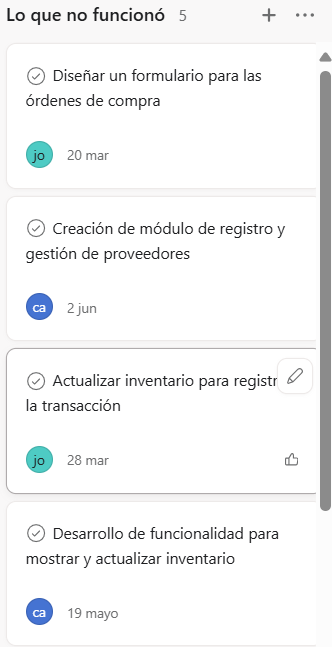 Lo que no funcionó 5
Diseñar un formulario para las
órdenes de compra
jo 20 mar
Creación de módulo de registro y
gestión de proveedores
ca 2 jun
Actualizar inventario para
la transacción
jo 28 mar
Desarrollo de funcionalidad para
mostrar y actualizar inventario
ca 19 mayo